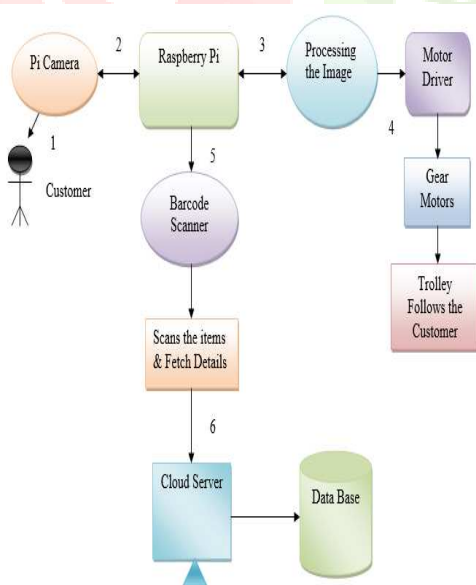 Pi Camera
2
Raspberry Pi
3
Processing
the Image
Motor
Driver
1
Customer
4
5
Gear
Motors
Barcode
Scanner
Trolley
Follows the
Customer
Scans the items
& Fetch Details
6
Cloud Server
Data Base